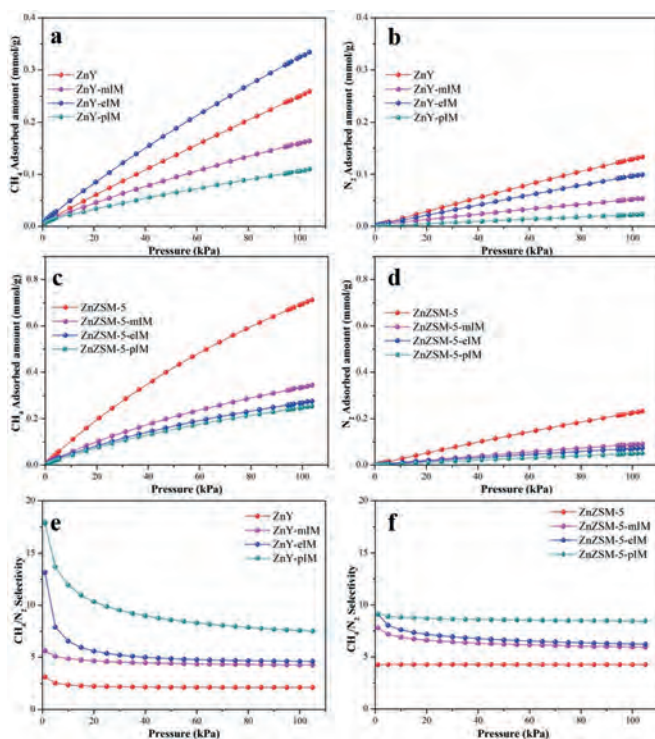 a
ZnY
ZnY-mIM
ZnY-eIM
ZnY-pIM
CH4 Adsorbed amount (mmol/g)
0.4
0.3
0.2
0.1
0.0
0 20 40 60 80 100
Pressure (kPa)
b
ZnY
ZnY-mIM
ZnY-eIM
ZnY-pIM
N2 Adsorbed amount (mmol/g)
0.4
0.3
0.2
0.1
0.0
0 20 40 60 80 100
Pressure (kPa)
c
ZnZSM-5
ZnZSM-5-mIM
ZnZSM-5-eIM
ZnZSM-5-pIM
CH4 Adsorbed amount (mmol/g)
0.8
0.6
0.4
0.2
0.0
0 20 40 60 80 100
Pressure (kPa)
d
ZnZSM-5
ZnZSM-5-mIM
ZnZSM-5-eIM
ZnZSM-5-pIM
N2 Adsorbed amount (mmol/g)
0.8
0.6
0.4
0.2
0.0
0 20 40 60 80 100
Pressure (kPa)
e
ZnY
ZnY-mIM
ZnY-eIM
ZnY-pIM
CH4/N2 Selectivity
20
15
10
5
0
0 20 40 60 80 100
Pressure (kPa)
f
ZnZSM-5
ZnZSM-5-mIM
ZnZSM-5-eIM
ZnZSM-5-pIM
CH4/N2 Selectivity
20
15
10
5
0
0 20 40 60 80 100
Pressure (kPa)